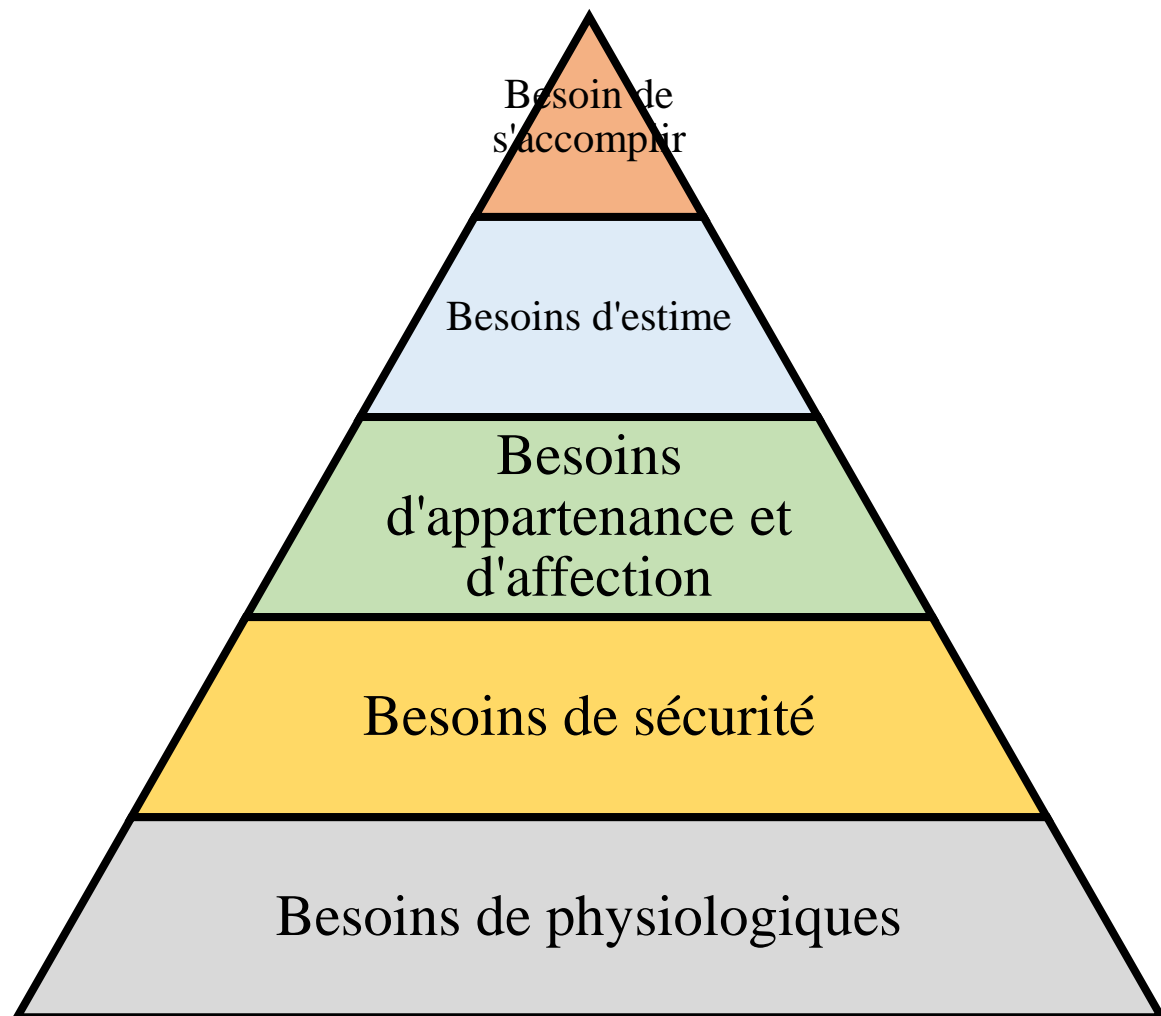 Besoin de
s'accomplir
Besoins d'estime
Besoins
d'appartenance et
d'affection
Besoins de sécurité
Besoins de physiologiques